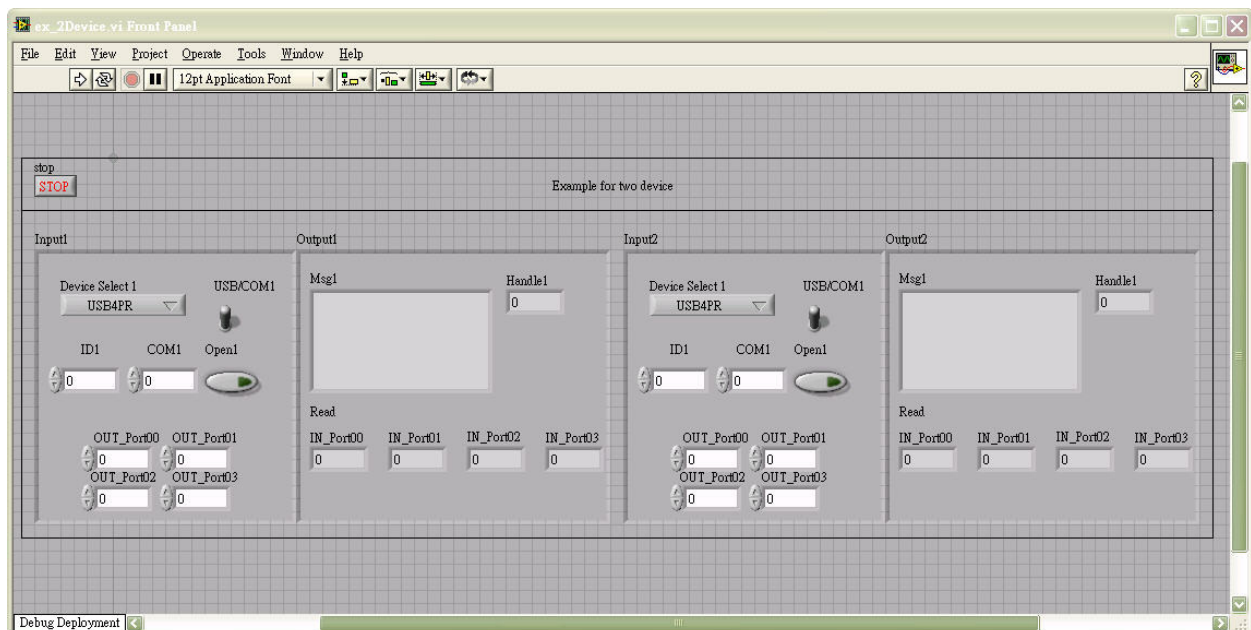 ex_2Device.vi Front Panel
File Edit View Project Operate Tools Window Help
12pt Application Font
?
stop
STOP
Example for two device
Input1 Output1 Input2 Output2
Device Select 1 USB/COM1 Msg1 Handle1 Device Select 1 USB/COM1 Msg1 Handle1
USB4PR 0 USB4PR 0
ID1 COM1 Open1 ID1 COM1 Open1
0 0 0 0
Read Read
OUT_Port00 OUT_Port01 IN_Port00 IN_Port01 IN_Port02 IN_Port03 OUT_Port00 OUT_Port01 IN_Port00 IN_Port01 IN_Port02 IN_Port03
0 0 0 0 0 0 0 0 0 0 0 0
OUT_Port02 OUT_Port03 OUT_Port02 OUT_Port03
0 0 0 0
Debug Deployment